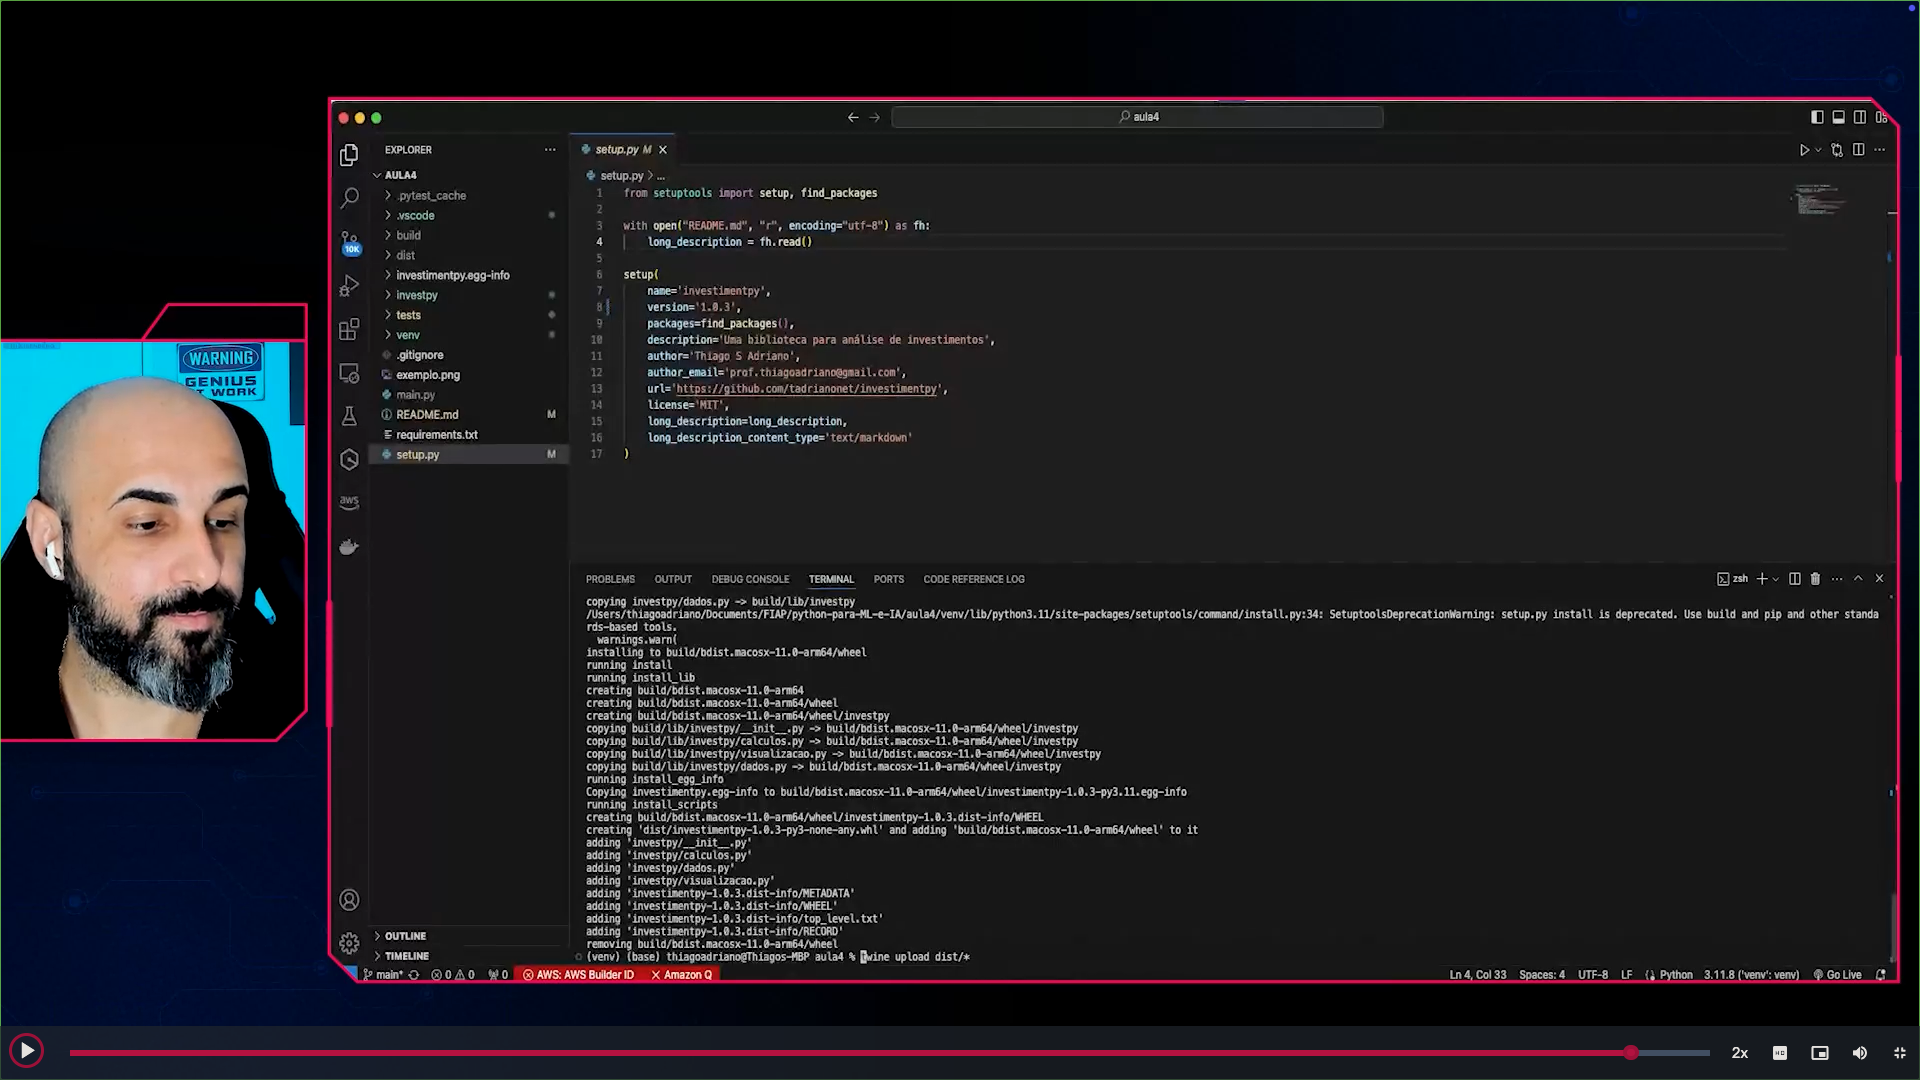 aula4
EXPLORER
AULA4
.pytest_cache
.vscode
build
dist
investimentpy.egg-info
investpy
tests
venv
.gitignore
exemplo.png
main.py
README.md M
requirements.txt
setup.py M
OUTLINE
TIMELINE
10K
aws
WARNING
GENIUS
AT WORK
setup.py M
setup.py > ...
1 from setuptools import setup, find_packages
2
3 with open("README.md", "r", encoding="utf-8") as fh:
4 long_description = fh.read()
5
6 setup(
7 name='investimentpy',
8 version='1.0.3',
9 packages=find_packages(),
10 description='Uma biblioteca para análise de investimentos',
11 author='Thiago S Adriano',
12 author_email='prof.thiagoadriano@gmail.com',
13 url='https://github.com/tadrianonet/investimentpy',
14 license='MIT',
15 long_description=long_description,
16 long_description_content_type='text/markdown'
17 )
PROBLEMS OUTPUT DEBUG CONSOLE TERMINAL PORTS CODE REFERENCE LOG
zsh
copying investpy/dados.py -> build/lib/investpy
/Users/thiagoadriano/Documents/FIAP/python-para-ML-e-IA/aula4/venv/lib/python3.11/site-packages/setuptools/command/install.py:34: SetuptoolsDeprecationWarning: setup.py install is deprecated. Use build and pip and other standa
rds-based tools.
warnings.warn(
installing to build/bdist.macosx-11.0-arm64/wheel
running install
running install_lib
creating build/bdist.macosx-11.0-arm64
creating build/bdist.macosx-11.0-arm64/wheel
creating build/bdist.macosx-11.0-arm64/wheel/investpy
copying build/lib/investpy/__init__.py -> build/bdist.macosx-11.0-arm64/wheel/investpy
copying build/lib/investpy/calculos.py -> build/bdist.macosx-11.0-arm64/wheel/investpy
copying build/lib/investpy/visualizacao.py -> build/bdist.macosx-11.0-arm64/wheel/investpy
copying build/lib/investpy/dados.py -> build/bdist.macosx-11.0-arm64/wheel/investpy
running install_egg_info
Copying investimentpy.egg-info to build/bdist.macosx-11.0-arm64/wheel/investimentpy-1.0.3-py3.11.egg-info
running install_scripts
creating build/bdist.macosx-11.0-arm64/wheel/investimentpy-1.0.3.dist-info/WHEEL
creating 'dist/investimentpy-1.0.3-py3-none-any.whl' and adding 'build/bdist.macosx-11.0-arm64/wheel' to it
adding 'investpy/__init__.py'
adding 'investpy/calculos.py'
adding 'investpy/dados.py'
adding 'investpy/visualizacao.py'
adding 'investimentpy-1.0.3.dist-info/METADATA'
adding 'investimentpy-1.0.3.dist-info/WHEEL'
adding 'investimentpy-1.0.3.dist-info/top_level.txt'
adding 'investimentpy-1.0.3.dist-info/RECORD'
removing build/bdist.macosx-11.0-arm64/wheel
(venv) (base) thiagoadriano@Thiagos-MBP aula4 % twine upload dist/*
main* 0 0 0 AWS: AWS Builder ID Amazon Q Ln 4, Col 33 Spaces: 4 UTF-8 LF Python 3.11.8 ('venv': venv) Go Live
2x HD